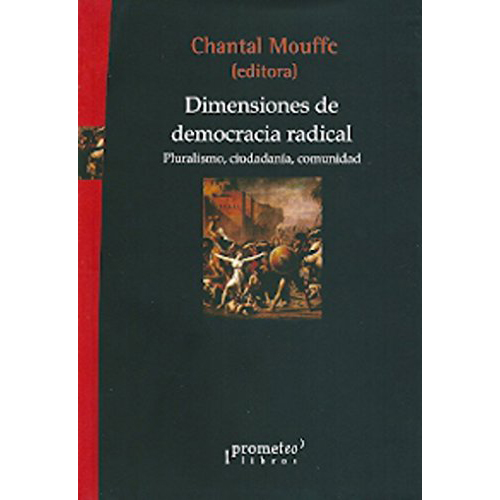 Chantal Mouffe
(editora)
Dimensiones de
democracia radical
Pluralismo, ciudadanía, comunidad
prometeo
libros